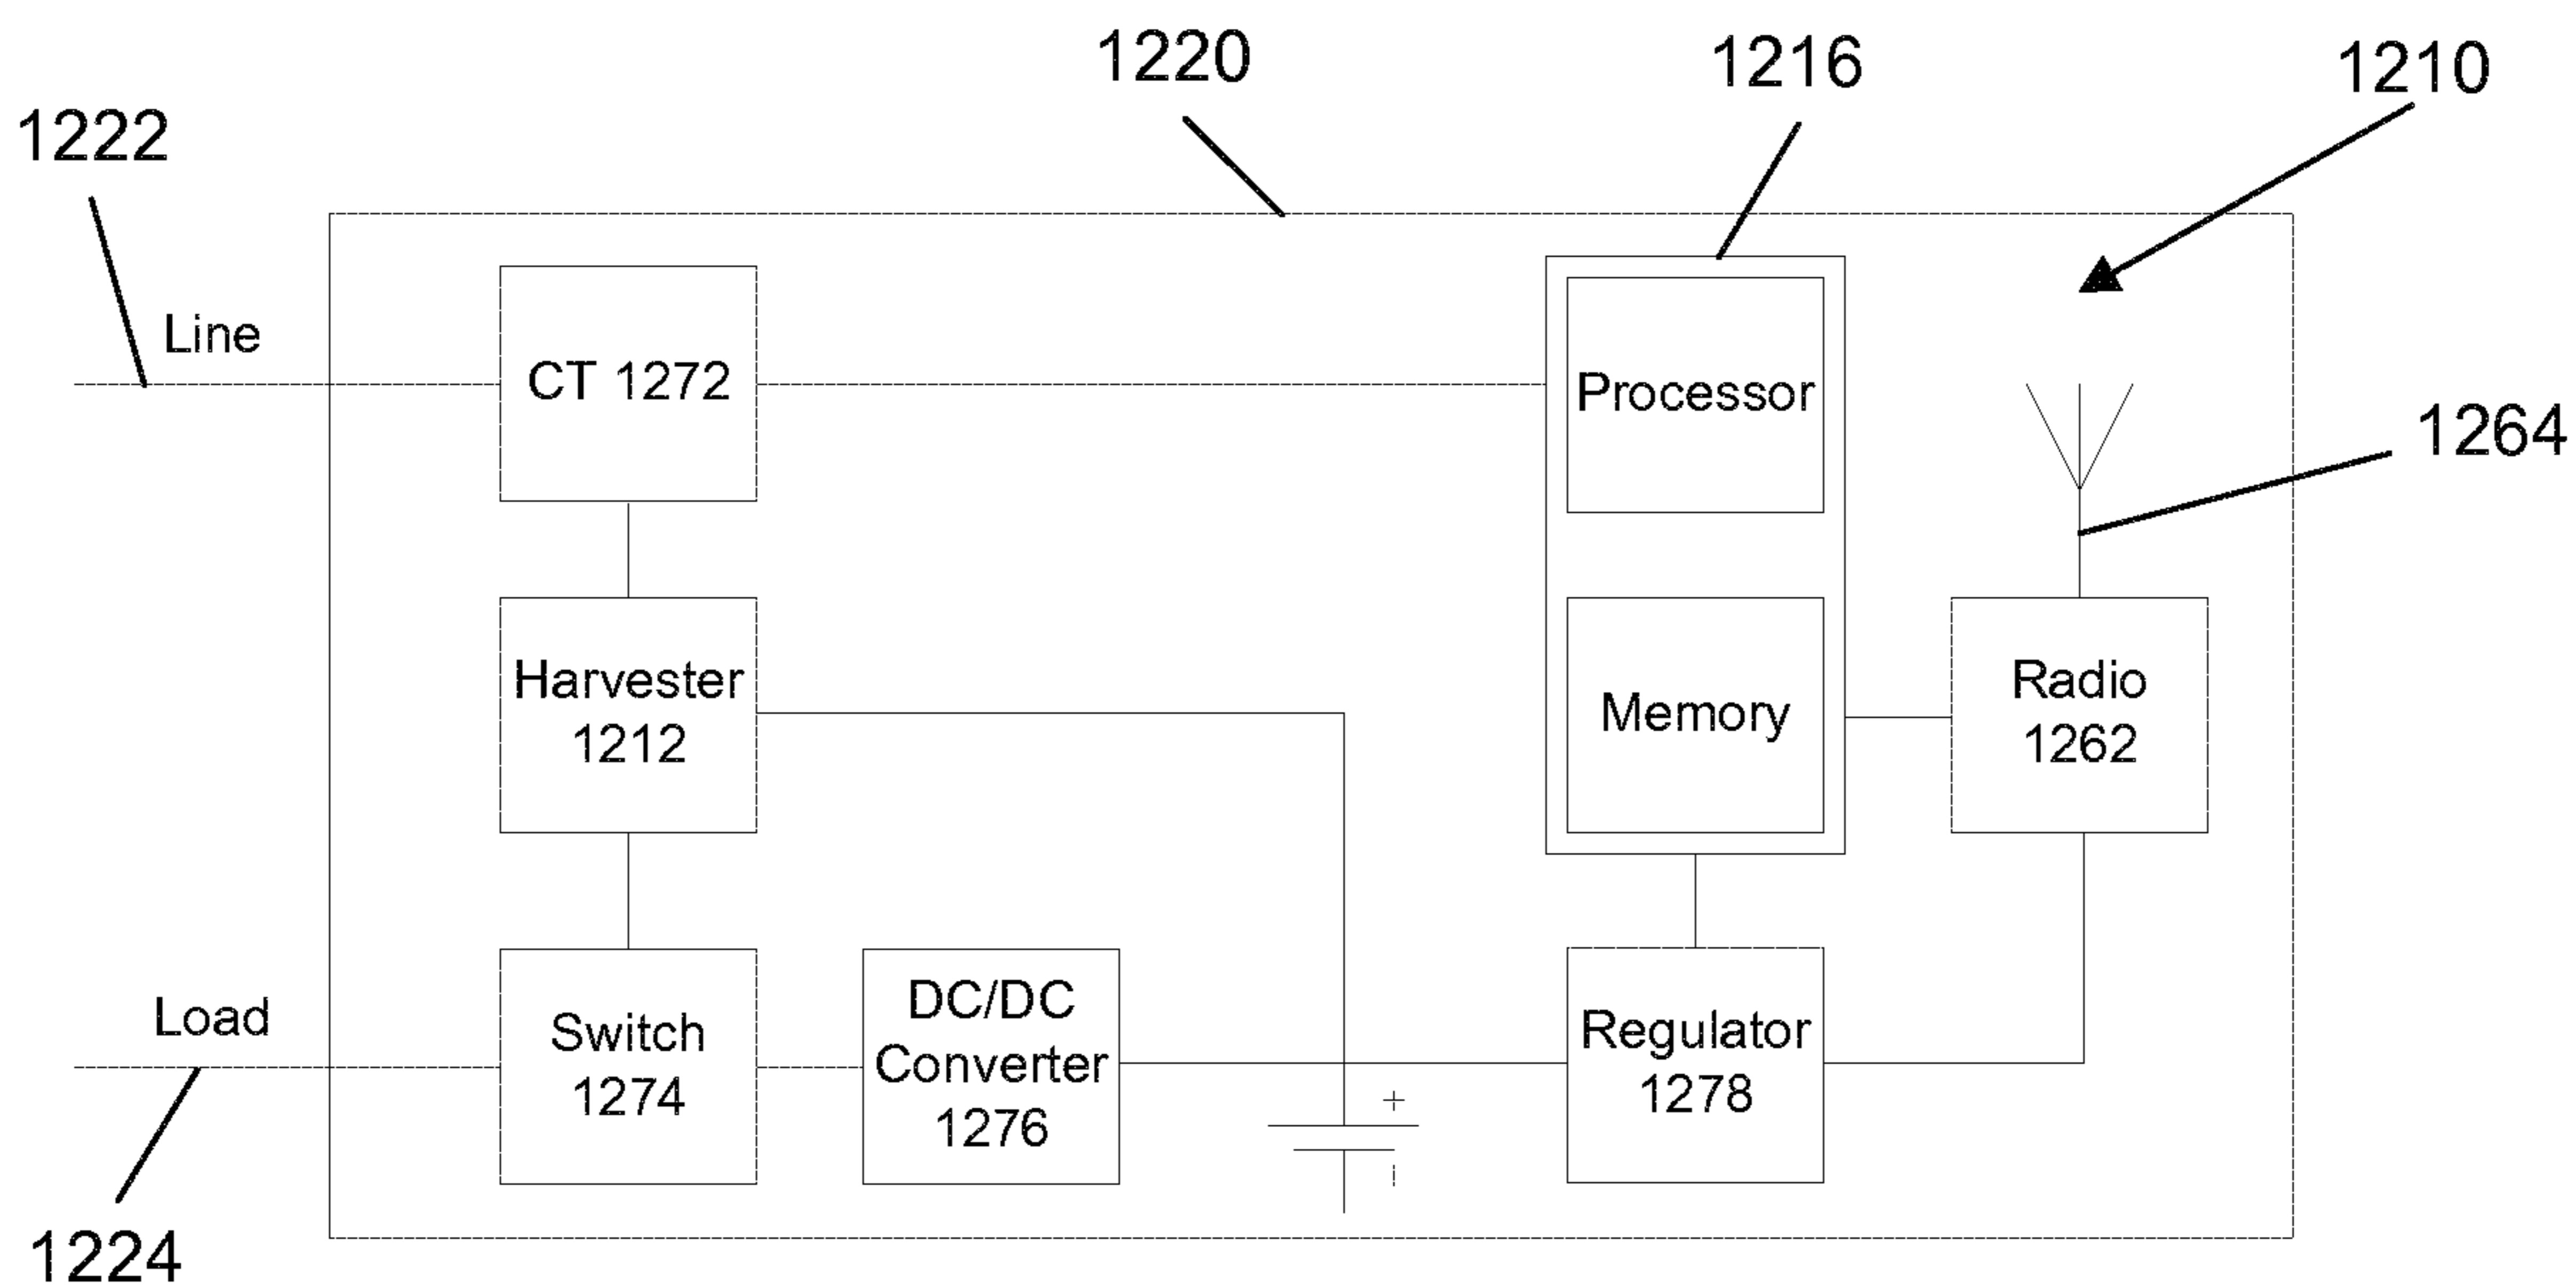 1220
1216
1210
1222
Line
CT 1272
Processor
1264
Harvester
1212
Memory
Radio
1262
Load
Switch
1274
DC/DC
Converter
1276
+
-
Regulator
1278
1224